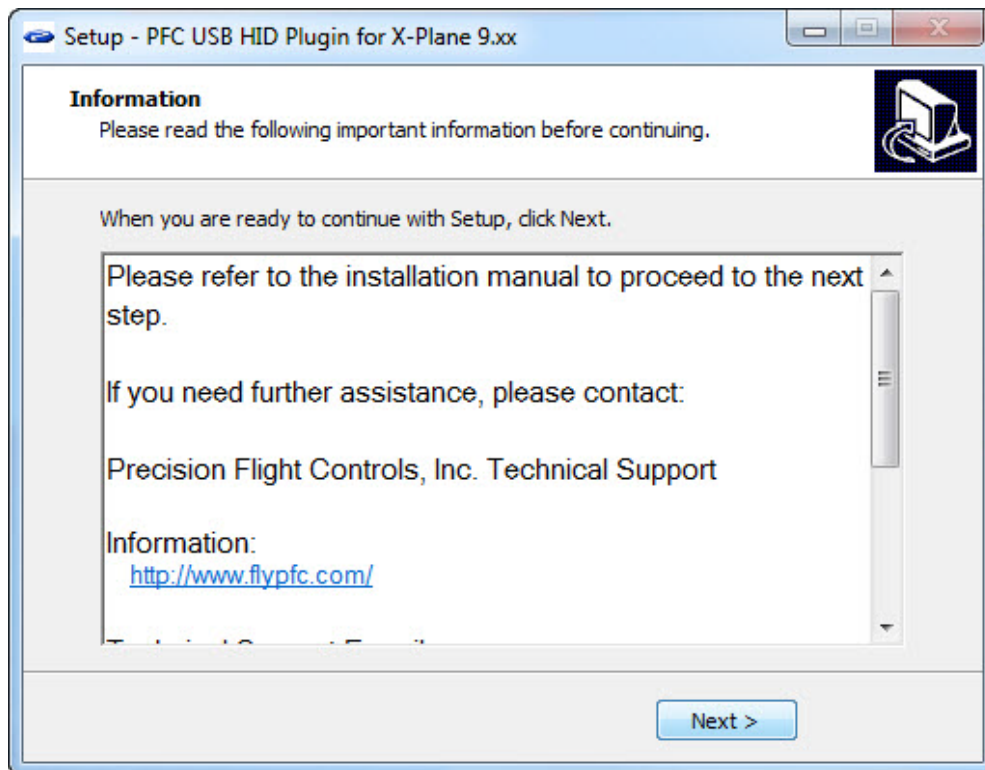 Setup - PFC USB HID Plugin for X-Plane 9.xx
Information
Please read the following important information before continuing.
When you are ready to continue with Setup, click Next.
Please refer to the installation manual to proceed to the next
step.
If you need further assistance, please contact:
Precision Flight Controls, Inc. Technical Support
Information:
http://www.flypfc.com/
Next >